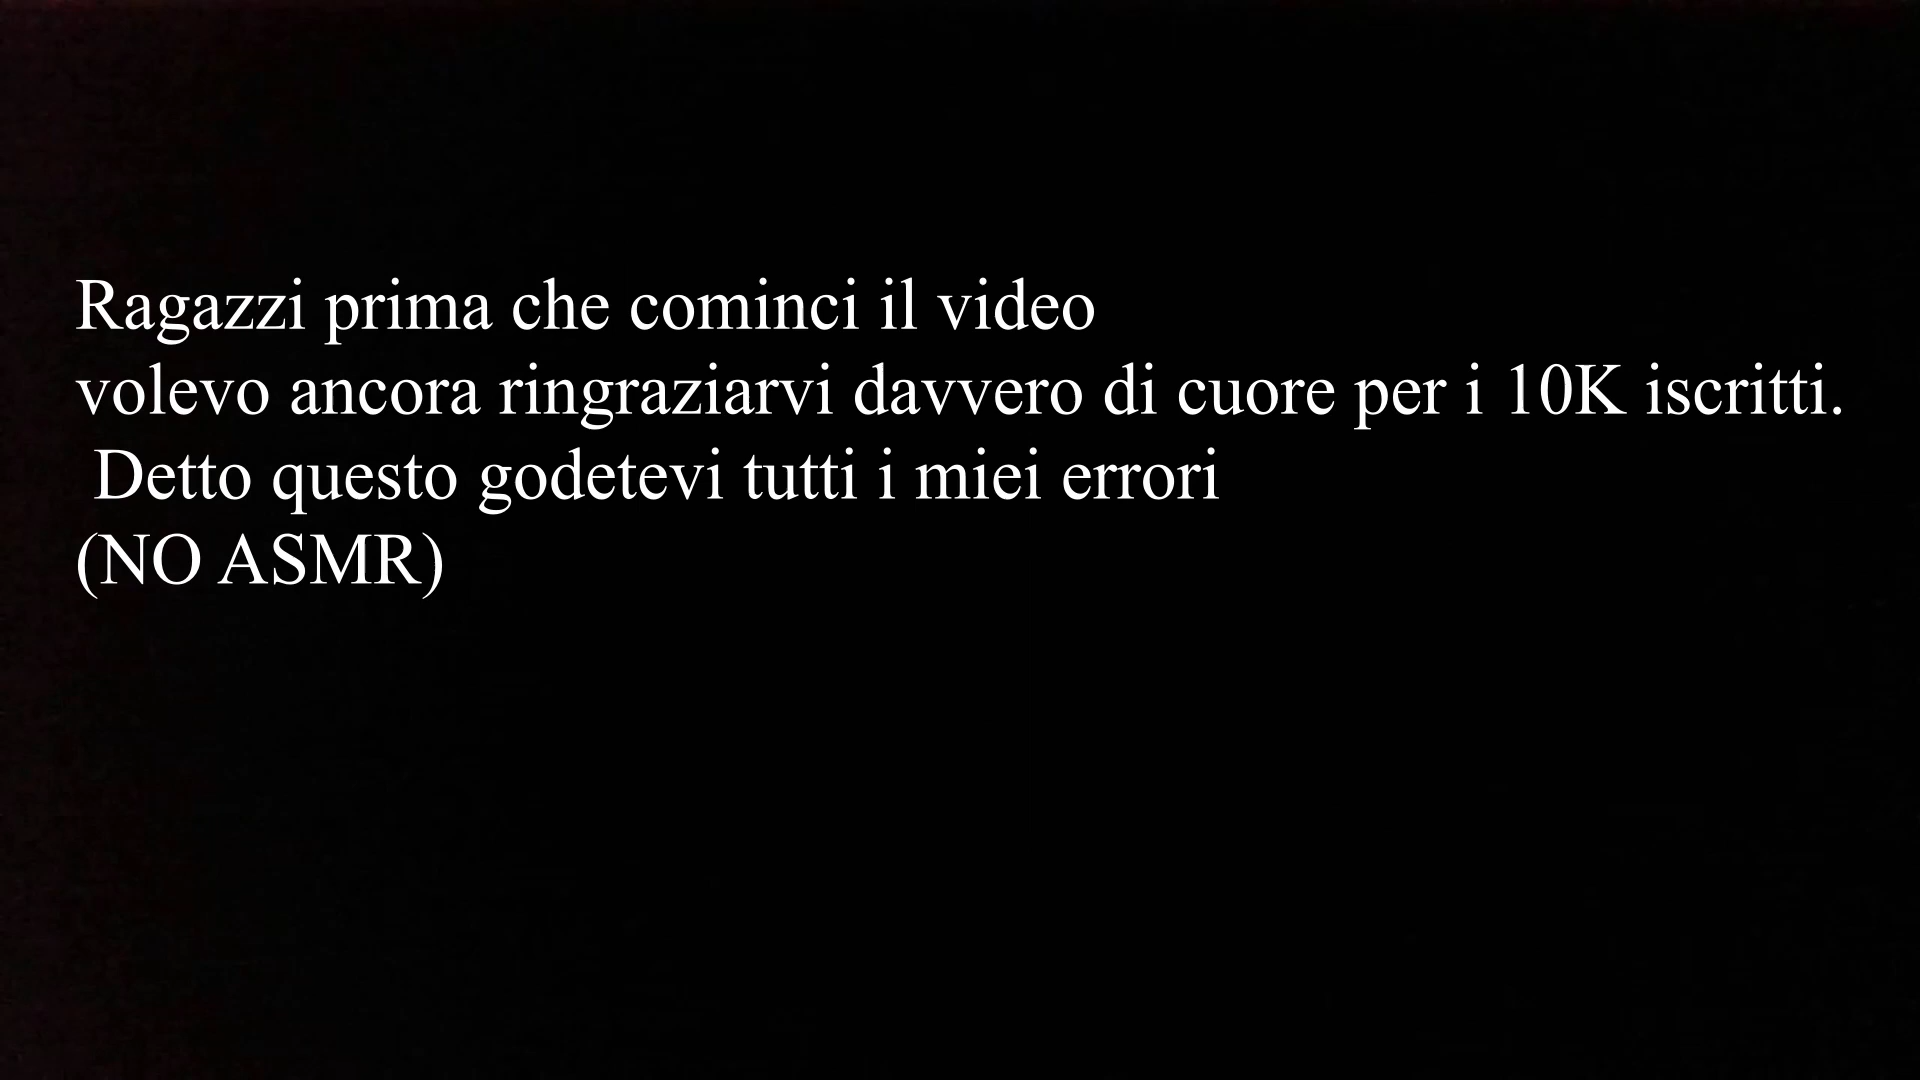 Ragazzi prima che cominci il video
volevo ancora ringraziarvi davvero di cuore per i 10K iscritti.
Detto questo godetevi tutti i miei errori
(NO ASMR)